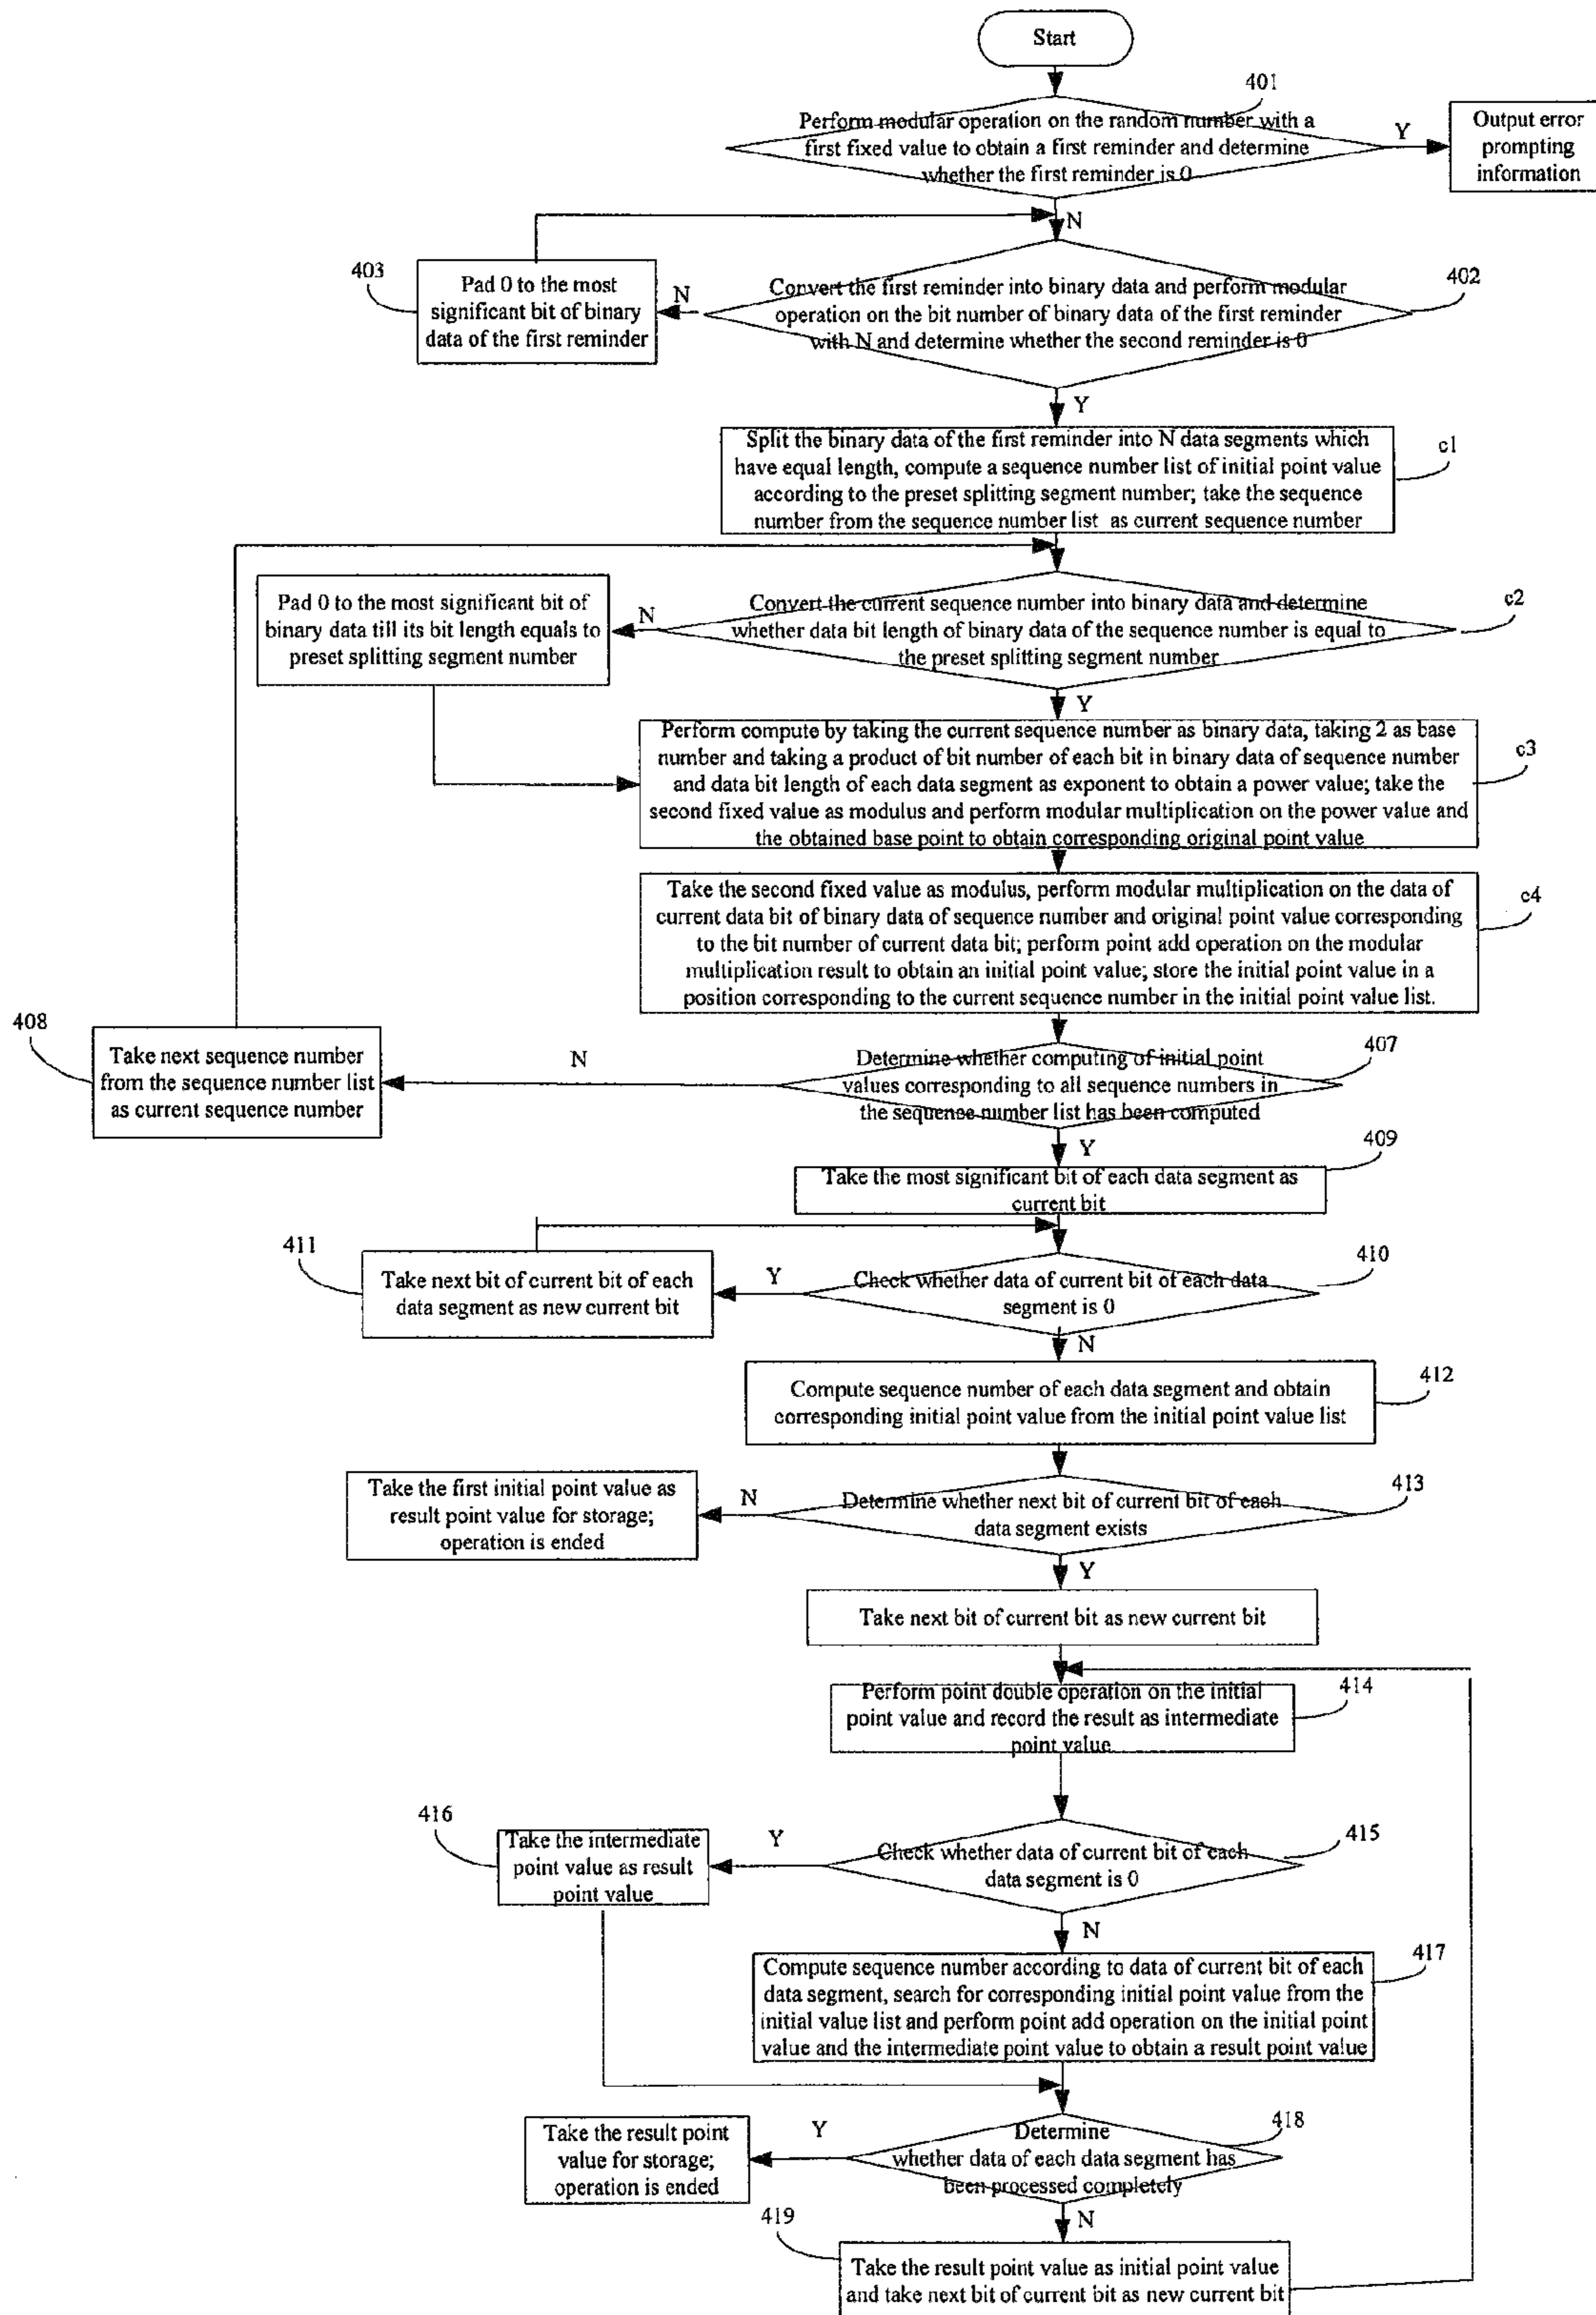 Start
401
Perform modular operation on the random number with a
first fixed value to obtain a first reminder and determine
whether the first reminder is 0
Y
Output error
prompting
information
N
403
Pad 0 to the most
significant bit of binary
data of the first reminder
N
Convert the first reminder into binary data and perform modular
operation on the bit number of binary data of the first reminder
with N and determine whether the second reminder is 0
402
Y
Split the binary data of the first reminder into N data segments which
have equal length, compute a sequence number list of initial point value
according to the preset splitting segment number; take the sequence
number from the sequence number list as current sequence number
c1
Pad 0 to the most significant bit of
binary data till its bit length equals to
preset splitting segment number
N
Convert the current sequence number into binary data and determine
whether data bit length of binary data of the sequence number is equal to
the preset splitting segment number
c2
Y
Perform compute by taking the current sequence number as binary data, taking 2 as base
number and taking a product of bit number of each bit in binary data of sequence number
and data bit length of each data segment as exponent to obtain a power value; take the
second fixed value as modulus and perform modular multiplication on the power value and
the obtained base point to obtain corresponding original point value
c3
Take the second fixed value as modulus, perform modular multiplication on the data of
current data bit of binary data of sequence number and original point value corresponding
to the bit number of current data bit; perform point add operation on the modular
multiplication result to obtain an initial point value; store the initial point value in a
position corresponding to the current sequence number in the initial point value list.
c4
408
Take next sequence number
from the sequence number list
as current sequence number
N
Determine whether computing of initial point
values corresponding to all sequence numbers in
the sequence number list has been computed
407
Y
409
Take the most significant bit of each data segment as
current bit
411
Take next bit of current bit of each
data segment as new current bit
Y
Check whether data of current bit of each data
segment is 0
410
N
Compute sequence number of each data segment and obtain
corresponding initial point value from the initial point value list
412
Take the first initial point value as
result point value for storage;
operation is ended
N
Determine whether next bit of current bit of each
data segment exists
413
Y
Take next bit of current bit as new current bit
Perform point double operation on the initial
point value and record the result as intermediate
point value
414
416
Take the intermediate
point value as result
point value
Y
Check whether data of current bit of each
data segment is 0
415
N
Compute sequence number according to data of current bit of each
data segment, search for corresponding initial point value from the
initial value list and perform point add operation on the initial point
value and the intermediate point value to obtain a result point value
417
Take the result point
value for storage;
operation is ended
Y
Determine
whether data of each data segment has
been processed completely
418
N
419
Take the result point value as initial point value
and take next bit of current bit as new current bit